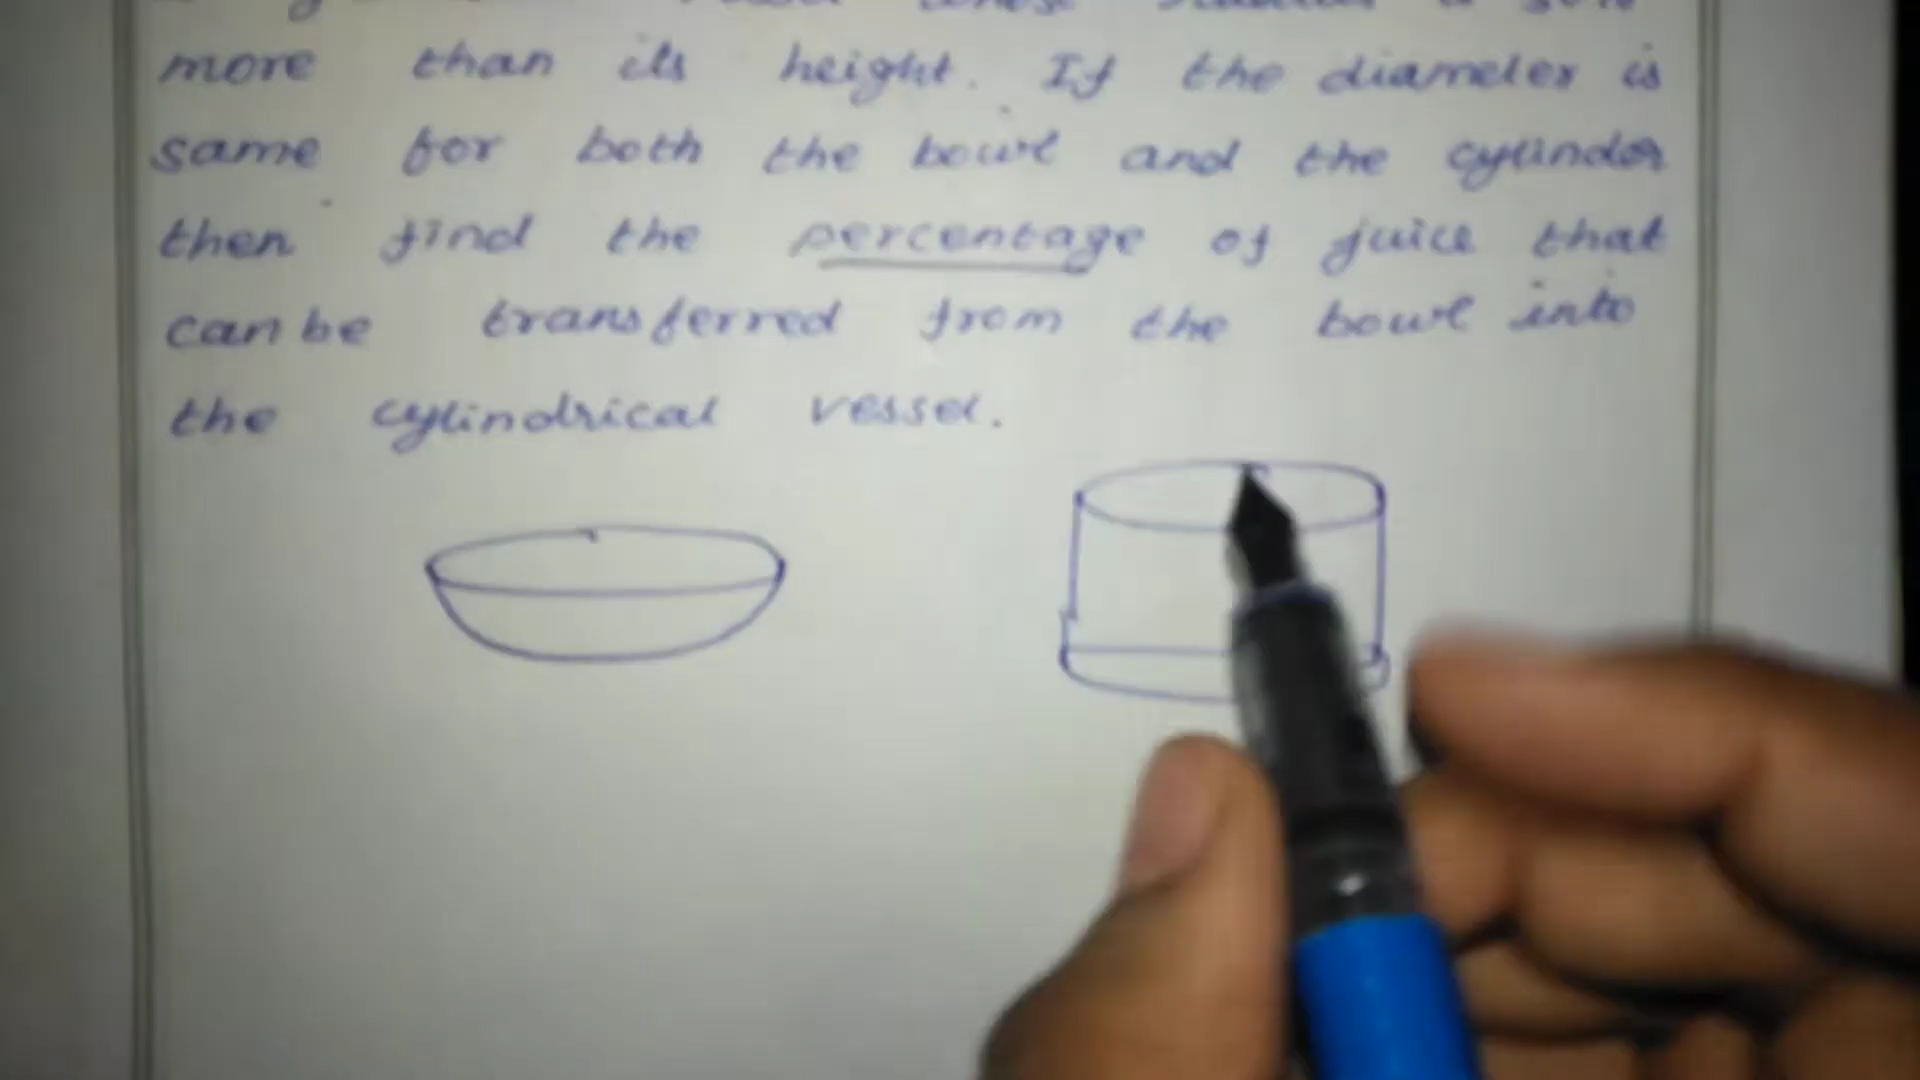 more than its height. If the diameter is
same for both the bowl and the cylinder
then find the percentage of juice that
can be transferred from the bowl into
the cylindrical vessel.